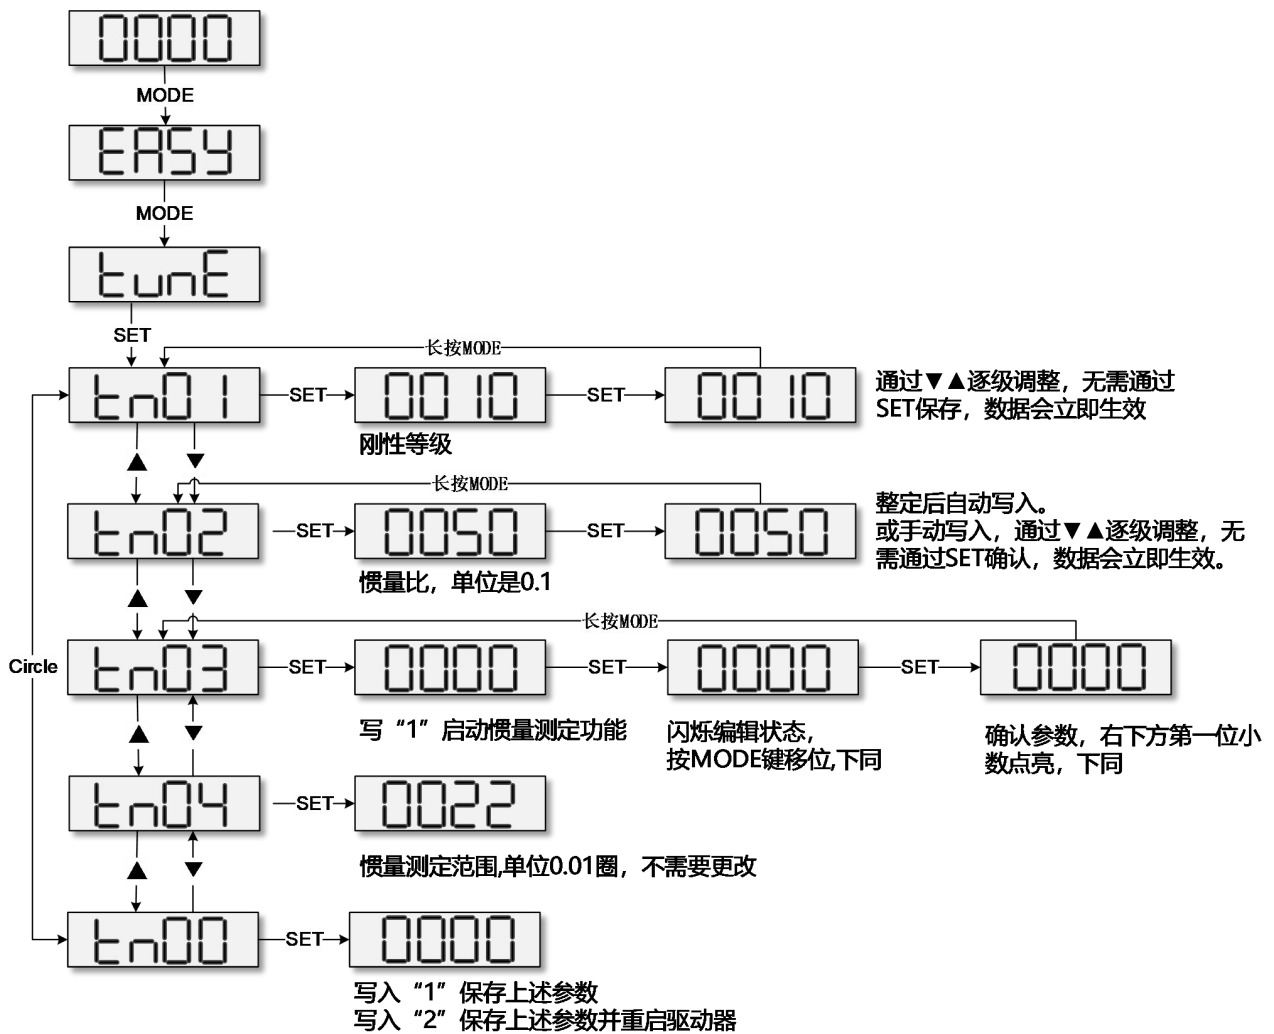 0000
MODE
EASY
MODE
tunE
SET
长按MODE
tn01
SET
0010
SET
0010
通过▼▲逐级调整，无需通过
SET保存，数据会立即生效
刚性等级
▲
▼
长按MODE
tn02
SET
0050
SET
0050
整定后自动写入。
或手动写入，通过▼▲逐级调整，无
需通过SET确认，数据会立即生效。
惯量比，单位是0.1
▲
▼
长按MODE
Circle
tn03
SET
0000
SET
0000
SET
0000
写“1”启动惯量测定功能
闪烁编辑状态，
按MODE键移位,下同
确认参数，右下方第一位小
数点亮，下同
▲
▼
tn04
SET
0022
惯量测定范围,单位0.01圈，不需要更改
▲
▼
tn00
SET
0000
写入“1”保存上述参数
写入“2”保存上述参数并重启驱动器